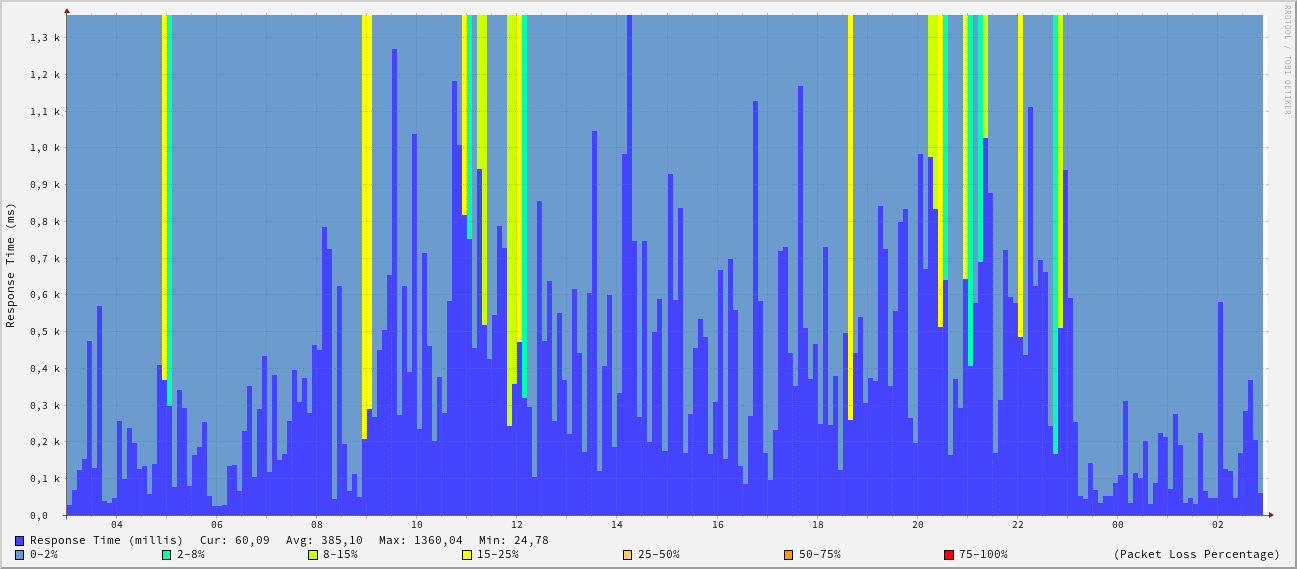 RRDTOOL / TOBI OETIKER
Response Time (ms)
1,3 k
1,2 k
1,1 k
1,0 k
0,9 k
0,8 k
0,7 k
0,6 k
0,5 k
0,4 k
0,3 k
0,2 k
0,1 k
0,0
04 06 08 10 12 14 16 18 20 22 00 02
Response Time (millis) Cur: 60,09 Avg: 385,10 Max: 1360,04 Min: 24,78
0-2% 2-8% 8-15% 15-25% 25-50% 50-75% 75-100% (Packet Loss Percentage)